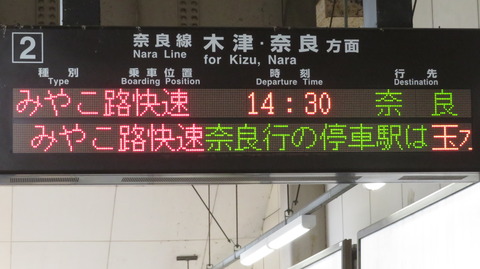 2 奈良線 木津・奈良方面
Nara Line for Kizu, Nara
種別 乗車位置 時刻 行先
Type Boarding Position Departure Time Destination
みやこ路快速 14:30 奈良
みやこ路快速奈良行の停車駅は玉